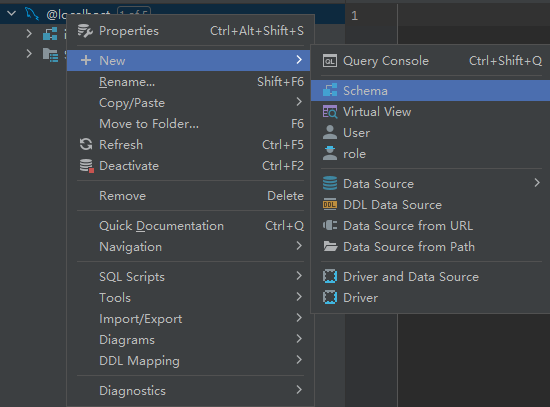 @localhost 1 of 5
1
Properties Ctrl+Alt+Shift+S
New
Rename... Shift+F6
Copy/Paste
Move to Folder... F6
Refresh Ctrl+F5
Deactivate Ctrl+F2
Remove Delete
Quick Documentation Ctrl+Q
Navigation
SQL Scripts
Tools
Import/Export
Diagrams
DDL Mapping
Diagnostics
QL Query Console Ctrl+Shift+Q
Schema
Virtual View
User
role
Data Source
DDL DDL Data Source
Data Source from URL
Data Source from Path
Driver and Data Source
Driver